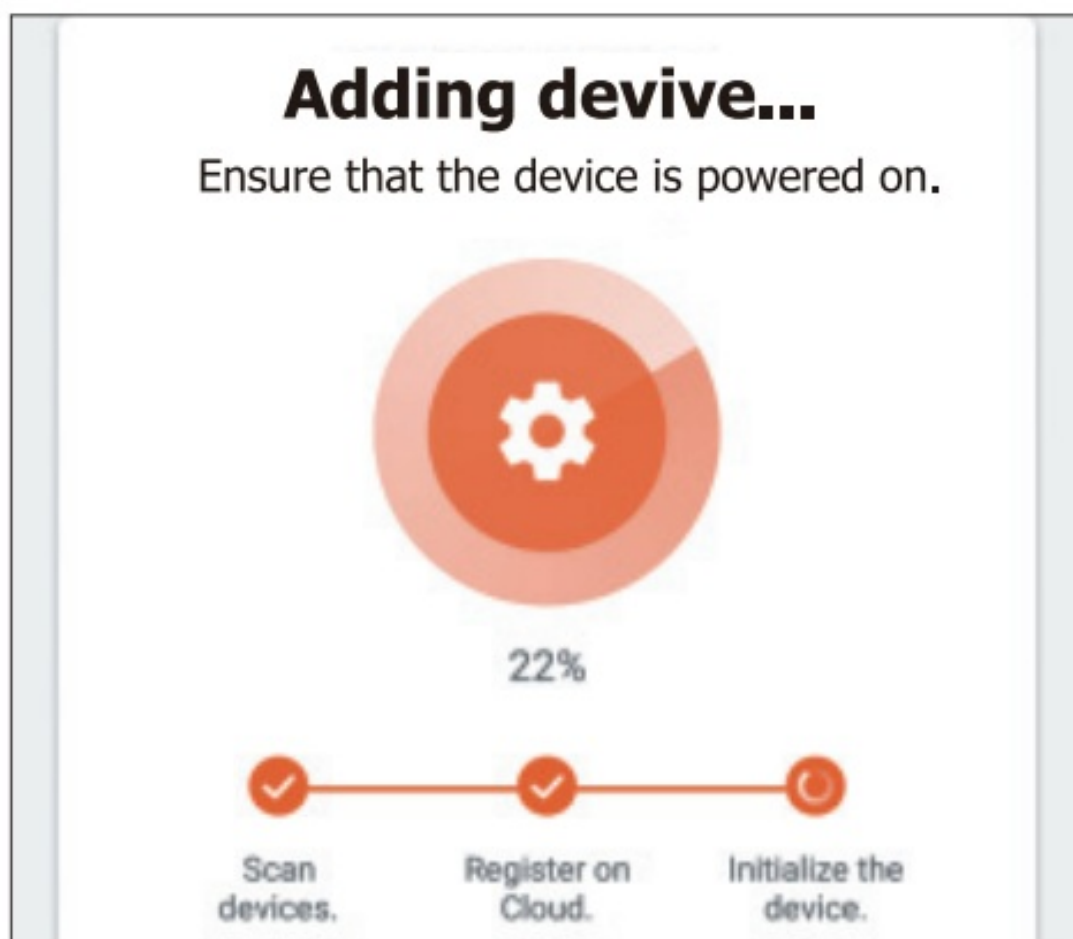 Adding devive...
Ensure that the device is powered on.
22%
Scan
devices.
Register on
Cloud.
Initialize the
device.